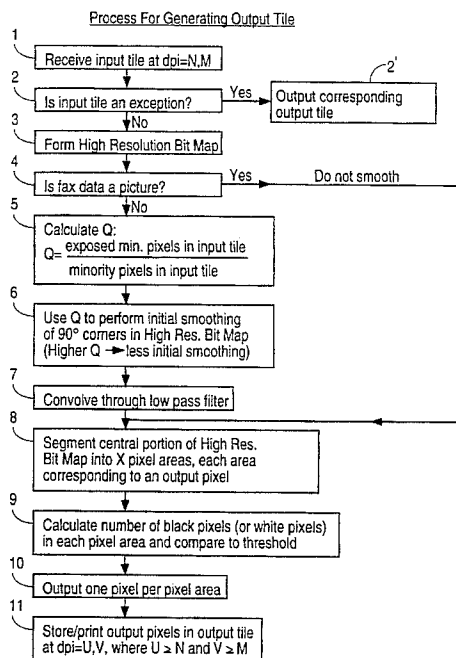 Process For Generating Output Tile
1
Receive input tile at dpi=N,M
2
Is input tile an exception?
Yes
2'
Output corresponding
output tile
No
3
Form High Resolution Bit Map
4
Is fax data a picture?
Yes
Do not smooth
No
5
Calculate Q:
Q= exposed min. pixels in input tile
minority pixels in input tile
6
Use Q to perform initial smoothing
of 90° corners in High Res. Bit Map
(Higher Q → less initial smoothing)
7
Convolve through low pass filter
8
Segment central portion of High Res.
Bit Map into X pixel areas, each area
corresponding to an output pixel
9
Calculate number of black pixels (or white pixels)
in each pixel area and compare to threshold
10
Output one pixel per pixel area
11
Store/print output pixels in output tile
at dpi=U,V, where U ≥ N and V ≥ M